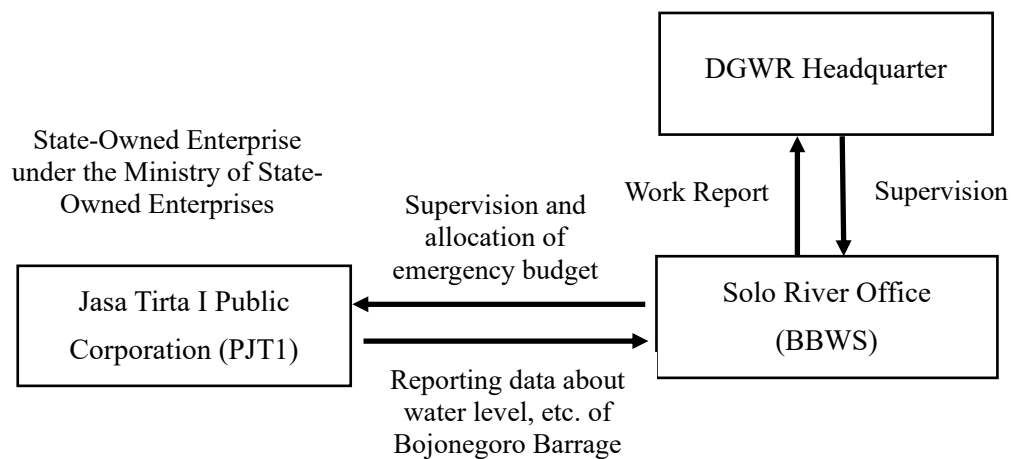 DGWR Headquarter
State-Owned Enterprise
under the Ministry of State-
Owned Enterprises
Work Report
Supervision
Supervision and
allocation of
emergency budget
Jasa Tirta I Public
Corporation (PJT1)
Solo River Office
(BBWS)
Reporting data about
water level, etc. of
Bojonegoro Barrage